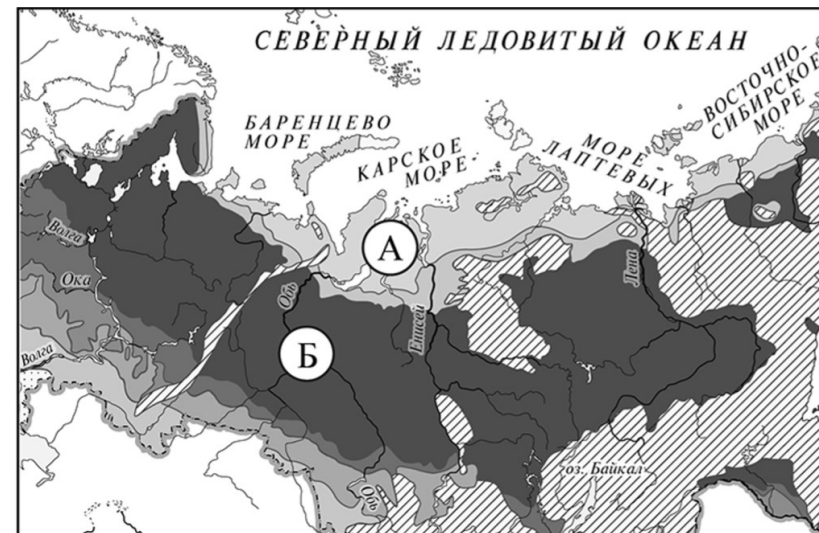 СЕВЕРНЫЙ ЛЕДОВИТЫЙ ОКЕАН
БАРЕНЦЕВО
МОРЕ
КАРСКОЕ
МОРЕ
МОРЕ
ЛАПТЕВЫХ
ВОСТОЧНО-
СИБИРСКОЕ
МОРЕ
А
Волга
Ока
Обь
Енисей
Лена
Б
Волга
оз. Байкал
Обь